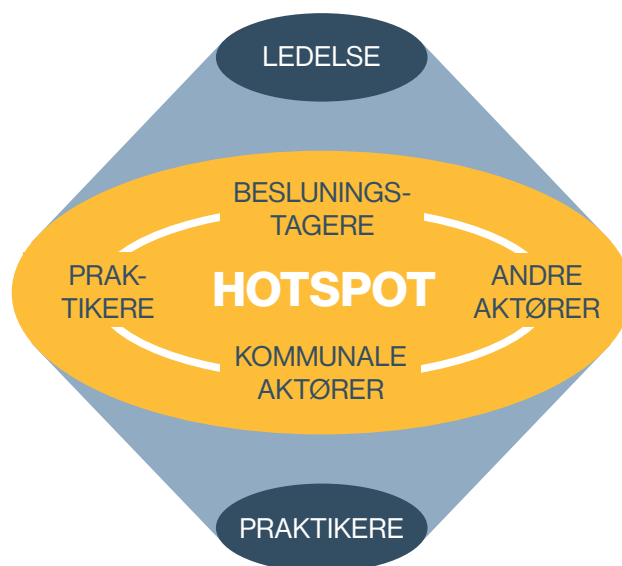 LEDELSE
BESLUNINGS-
TAGERE
PRAK-
TIKERE
HOTSPOT
ANDRE
AKTØRER
KOMMUNALE
AKTØRER
PRAKTIKERE